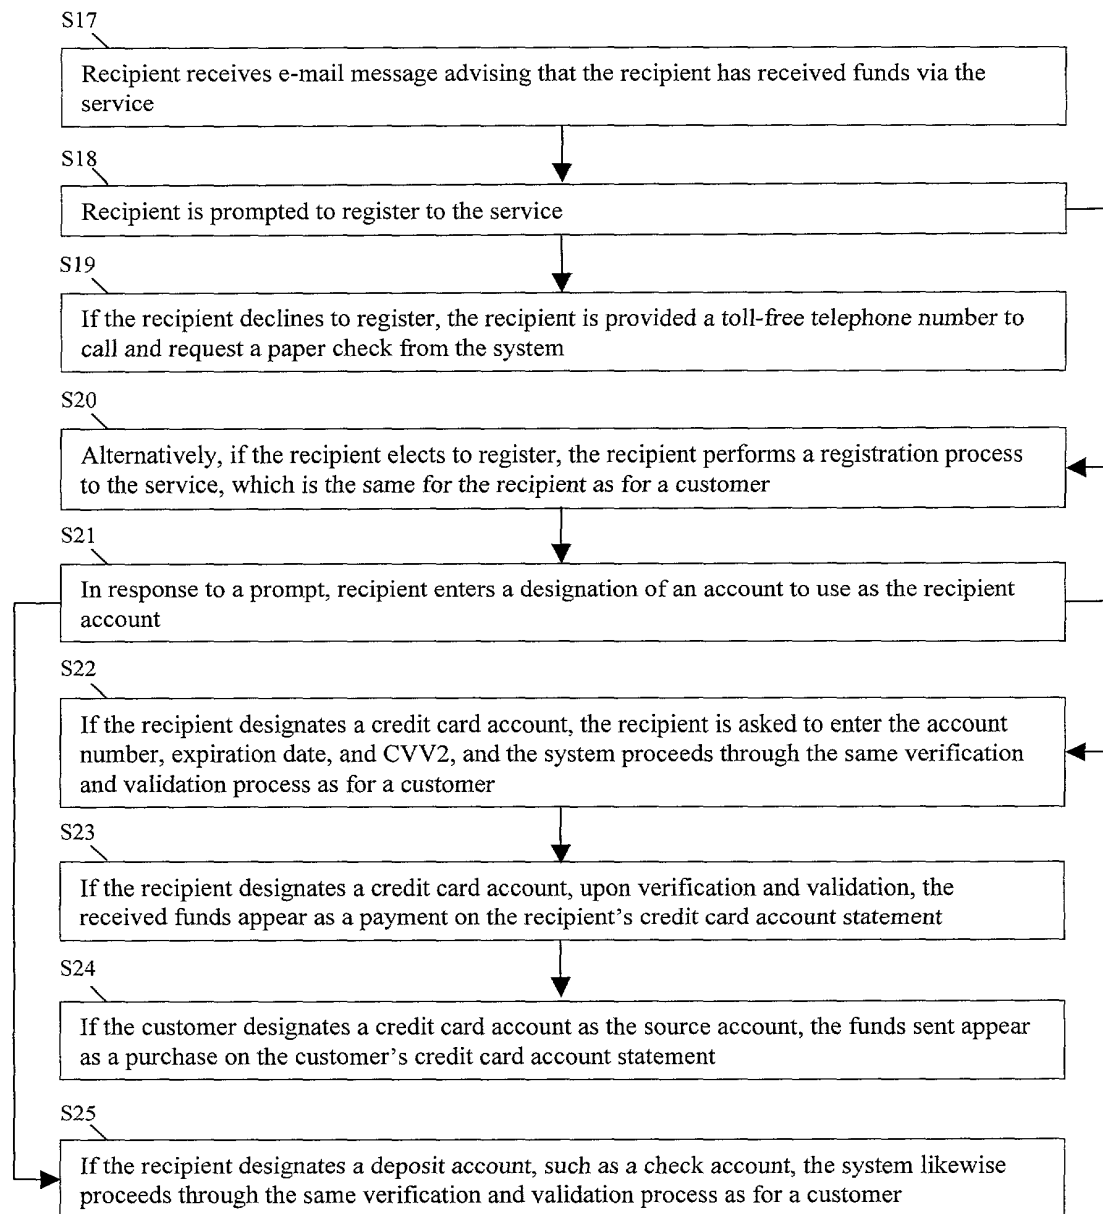 S17
Recipient receives e-mail message advising that the recipient has received funds via the
service
S18
Recipient is prompted to register to the service
S19
If the recipient declines to register, the recipient is provided a toll-free telephone number to
call and request a paper check from the system
S20
Alternatively, if the recipient elects to register, the recipient performs a registration process
to the service, which is the same for the recipient as for a customer
S21
In response to a prompt, recipient enters a designation of an account to use as the recipient
account
S22
If the recipient designates a credit card account, the recipient is asked to enter the account
number, expiration date, and CVV2, and the system proceeds through the same verification
and validation process as for a customer
S23
If the recipient designates a credit card account, upon verification and validation, the
received funds appear as a payment on the recipient's credit card account statement
S24
If the customer designates a credit card account as the source account, the funds sent appear
as a purchase on the customer's credit card account statement
S25
If the recipient designates a deposit account, such as a check account, the system likewise
proceeds through the same verification and validation process as for a customer